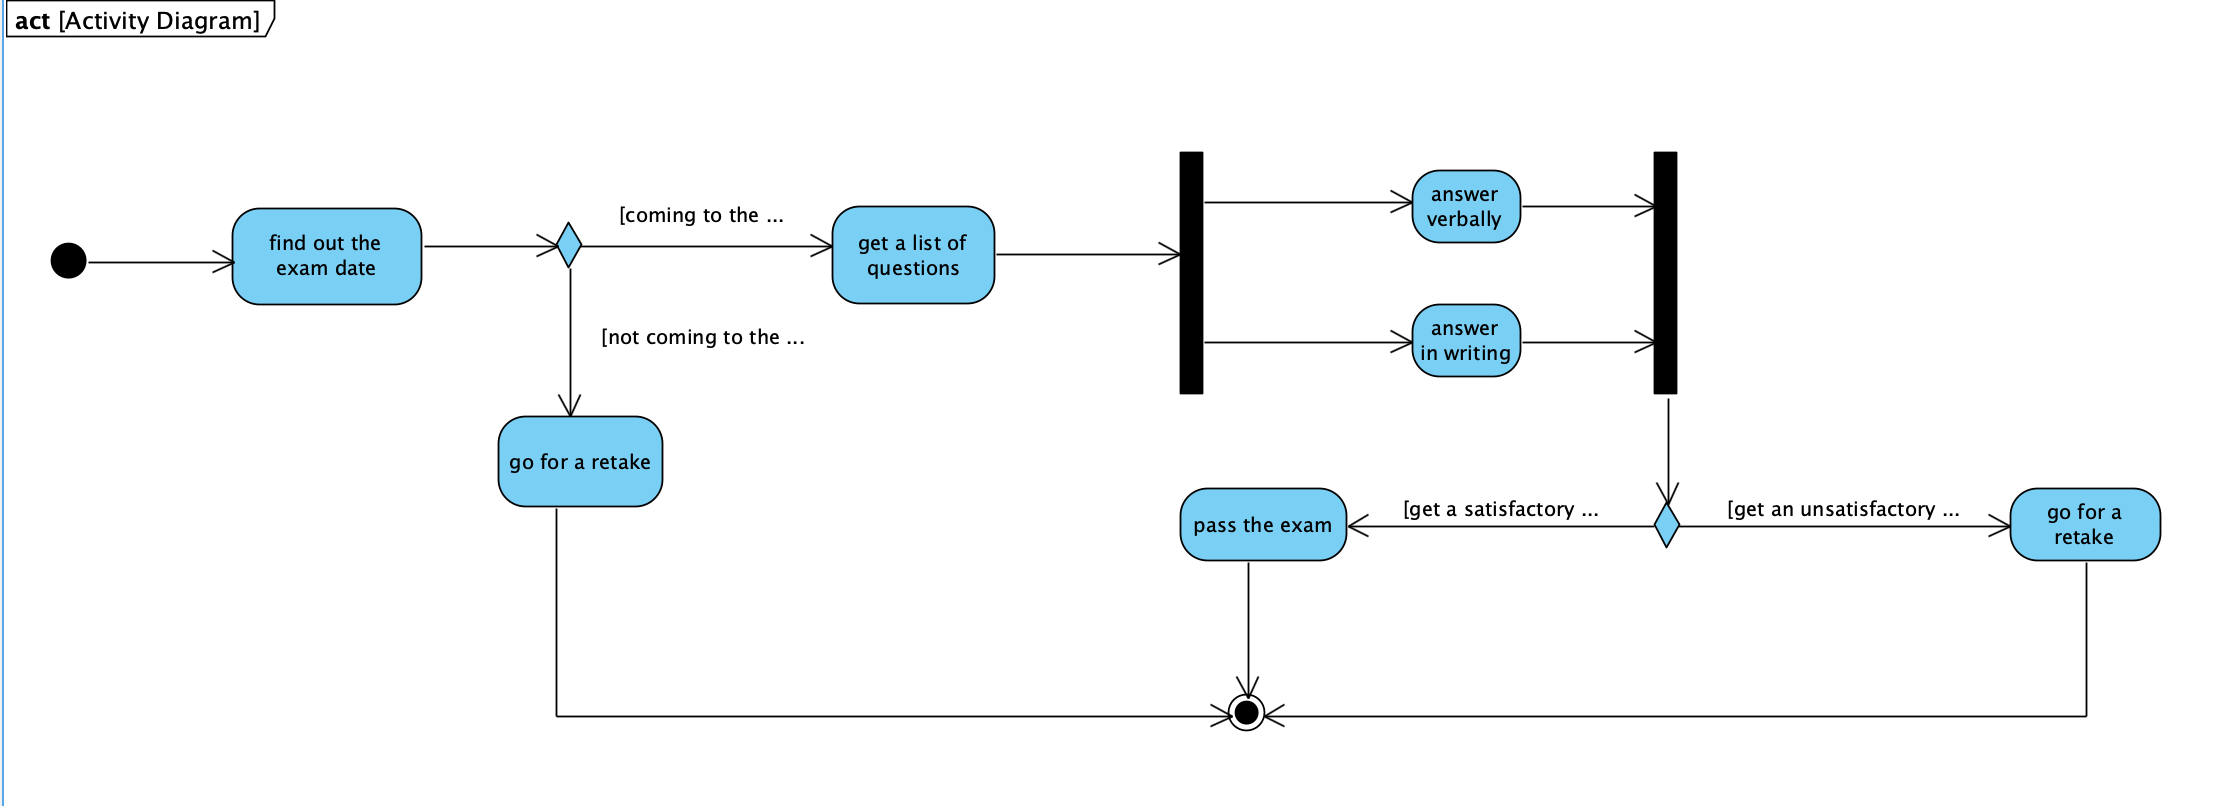 act [Activity Diagram]
[coming to the ...
find out the
exam date
get a list of
questions
answer
verbally
answer
in writing
[not coming to the ...
go for a retake
pass the exam
[get a satisfactory ...
[get an unsatisfactory ...
go for a
retake